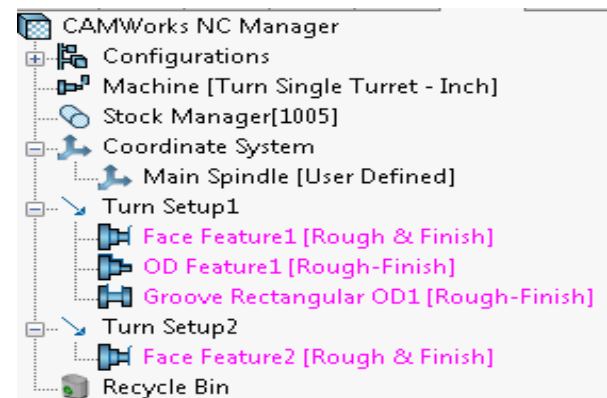 CAMWorks NC Manager
Configurations
Machine [Turn Single Turret - Inch]
Stock Manager[1005]
Coordinate System
Main Spindle [User Defined]
Turn Setup1
Face Feature1 [Rough & Finish]
OD Feature1 [Rough-Finish]
Groove Rectangular OD1 [Rough-Finish]
Turn Setup2
Face Feature2 [Rough & Finish]
Recycle Bin